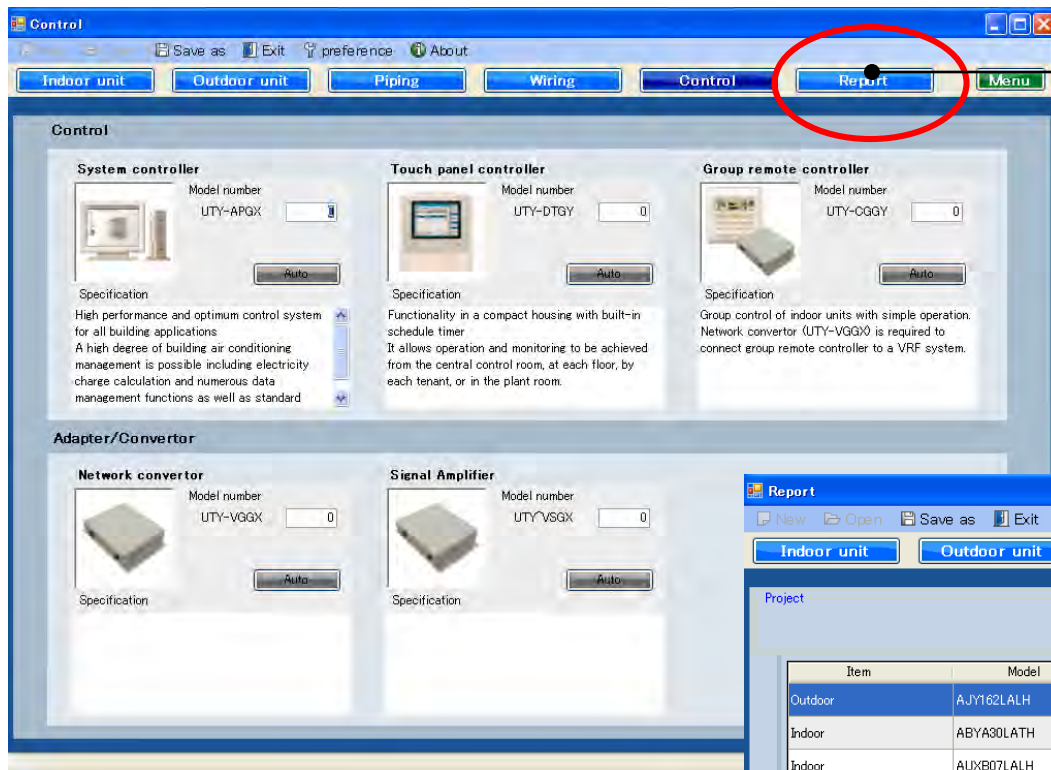 Control
Save as Exit preference About
Indoor unit Outdoor unit Piping Wiring Control Report Menu
Control
System controller
Model number
UTY-APGX
Auto
Specification
High performance and optimum control system
for all building applications
A high degree of building air conditioning
management is possible including electricity
charge calculation and numerous data
management functions as well as standard
Touch panel controller
Model number
UTY-DTGY 0
Auto
Specification
Functionality in a compact housing with built-in
schedule timer
It allows operation and monitoring to be achieved
from the central control room, at each floor, by
each tenant, or in the plant room.
Group remote controller
Model number
UTY-CGGY 0
Auto
Specification
Group control of indoor units with simple operation.
Network convertor (UTY-VGGX) is required to
connect group remote controller to a VRF system.
Adapter/Convertor
Network convertor
Model number
UTY-VGGX 0
Auto
Specification
Signal Amplifier
Model number
UTY^VSGX 0
Auto
Specification
Report
New Open Save as Exit
Indoor unit Outdoor unit
Project
Item Model
Outdoor AJY162LALH
Indoor ABYA30LATH
Indoor AUXB07LALH